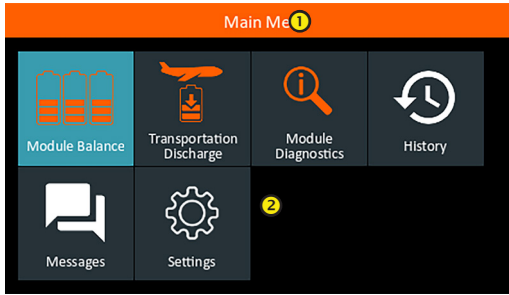 Main Me 1
Module Balance
Transportation
Discharge
Module
Diagnostics
History
2
Messages
Settings